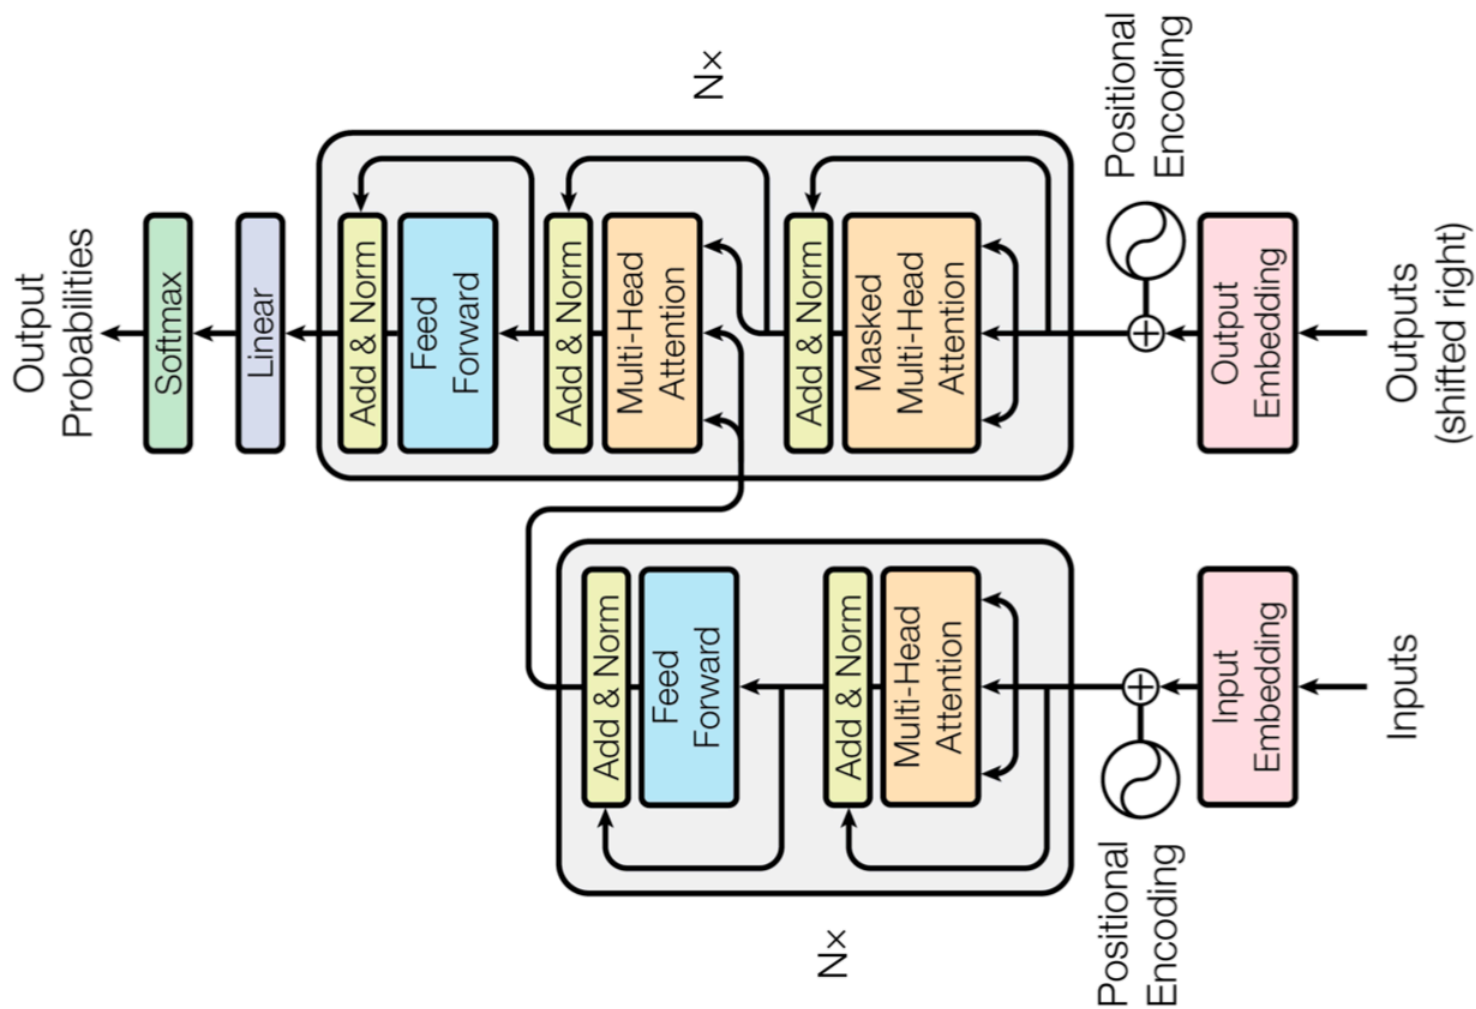 Output
Probabilities
Softmax
Linear
Add & Norm
Feed
Forward
Add & Norm
Multi-Head
Attention
Add & Norm
Masked
Multi-Head
Attention
Nx
Positional
Encoding
Output
Embedding
Outputs
(shifted right)
Add & Norm
Feed
Forward
Add & Norm
Multi-Head
Attention
Nx
Positional
Encoding
Input
Embedding
Inputs